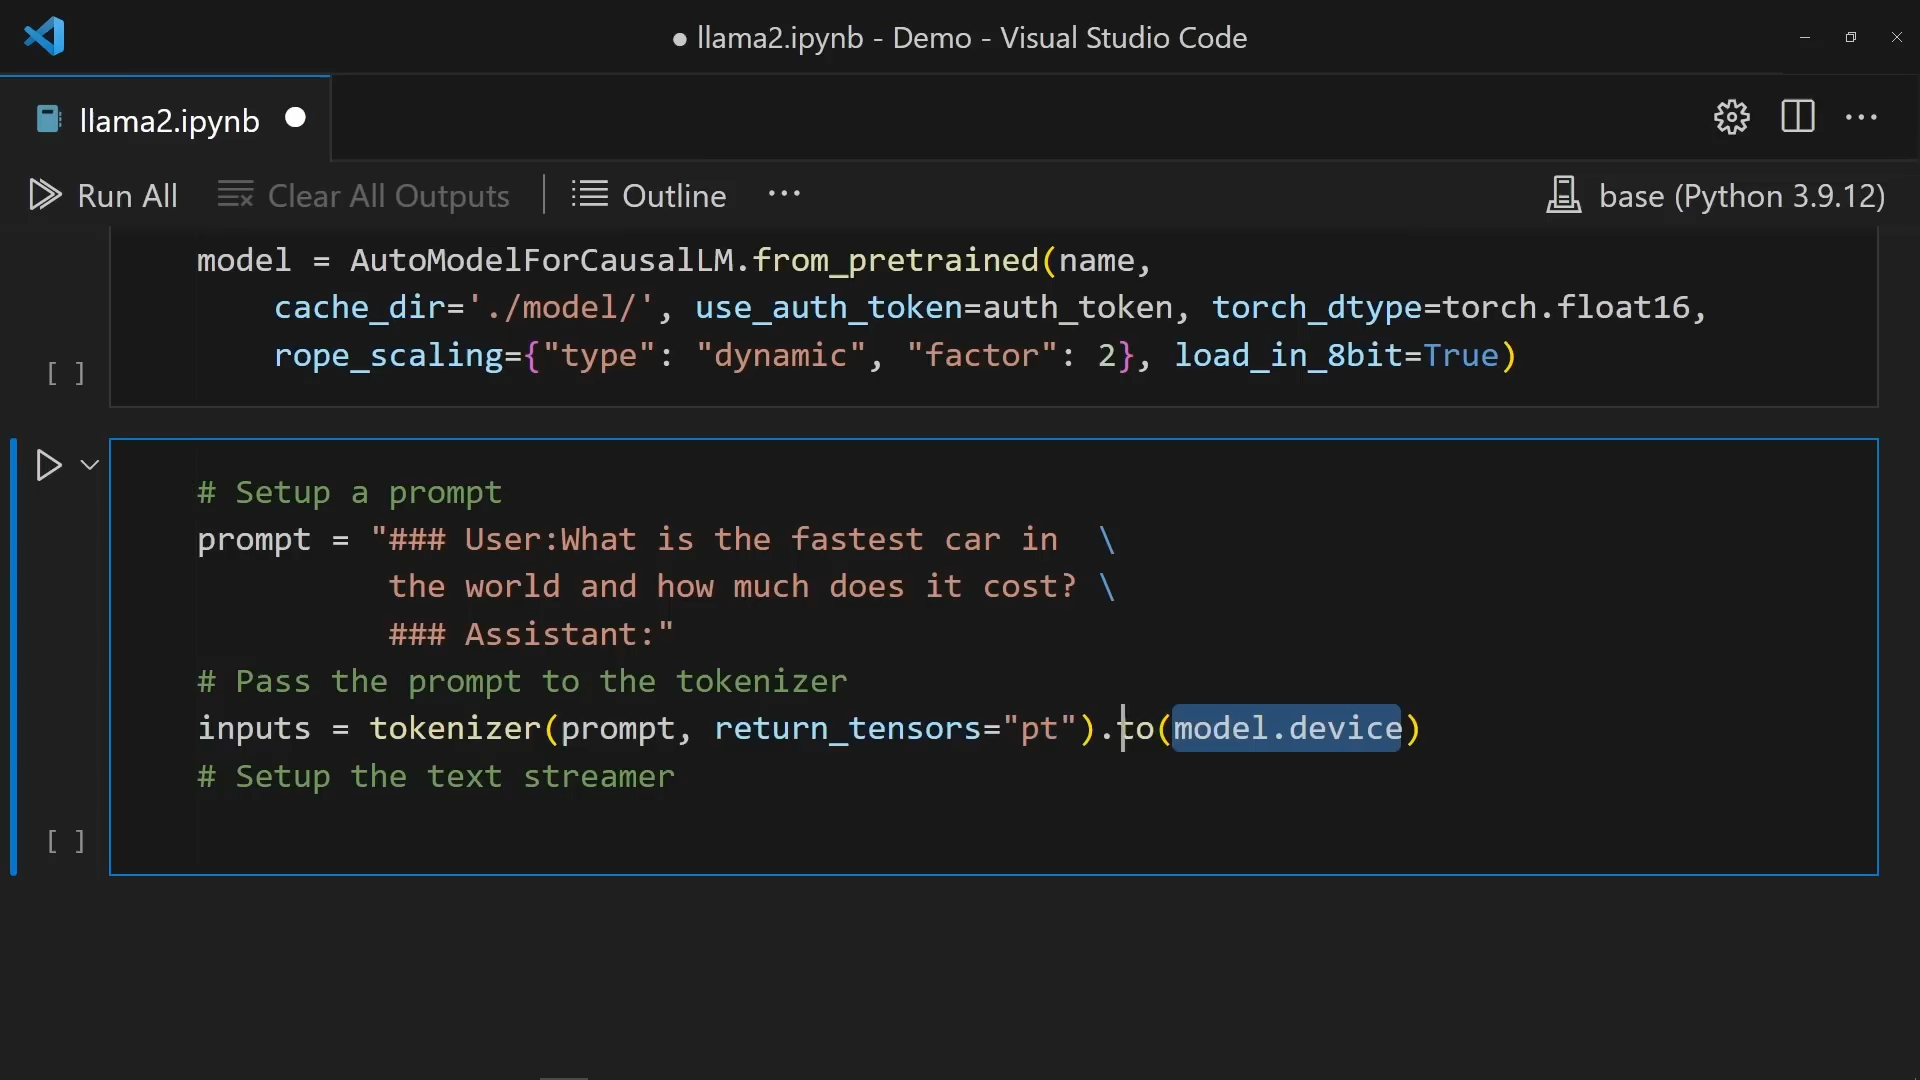 ● llama2.ipynb - Demo - Visual Studio Code
llama2.ipynb ●
Run All Clear All Outputs Outline ··· base (Python 3.9.12)
model = AutoModelForCausalLM.from_pretrained(name,
cache_dir='./model/', use_auth_token=auth_token, torch_dtype=torch.float16,
rope_scaling={"type": "dynamic", "factor": 2}, load_in_8bit=True)
[ ]
# Setup a prompt
prompt = "### User:What is the fastest car in \
the world and how much does it cost? \
### Assistant:"
# Pass the prompt to the tokenizer
inputs = tokenizer(prompt, return_tensors="pt").to(model.device)
# Setup the text streamer
[ ]